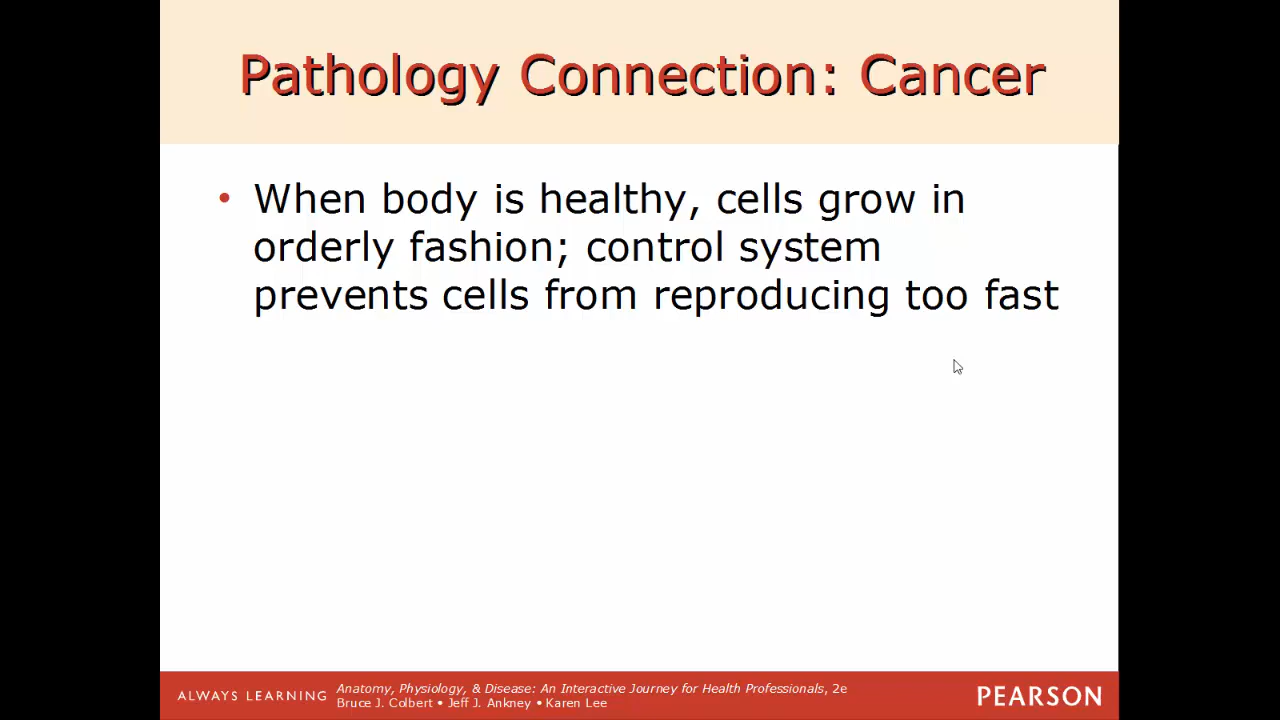 Pathology Connection: Cancer
• When body is healthy, cells grow in
orderly fashion; control system
prevents cells from reproducing too fast
ALWAYS LEARNING
Anatomy, Physiology, & Disease: An Interactive Journey for Health Professionals, 2e
Bruce J. Colbert • Jeff J. Ankney • Karen Lee
PEARSON